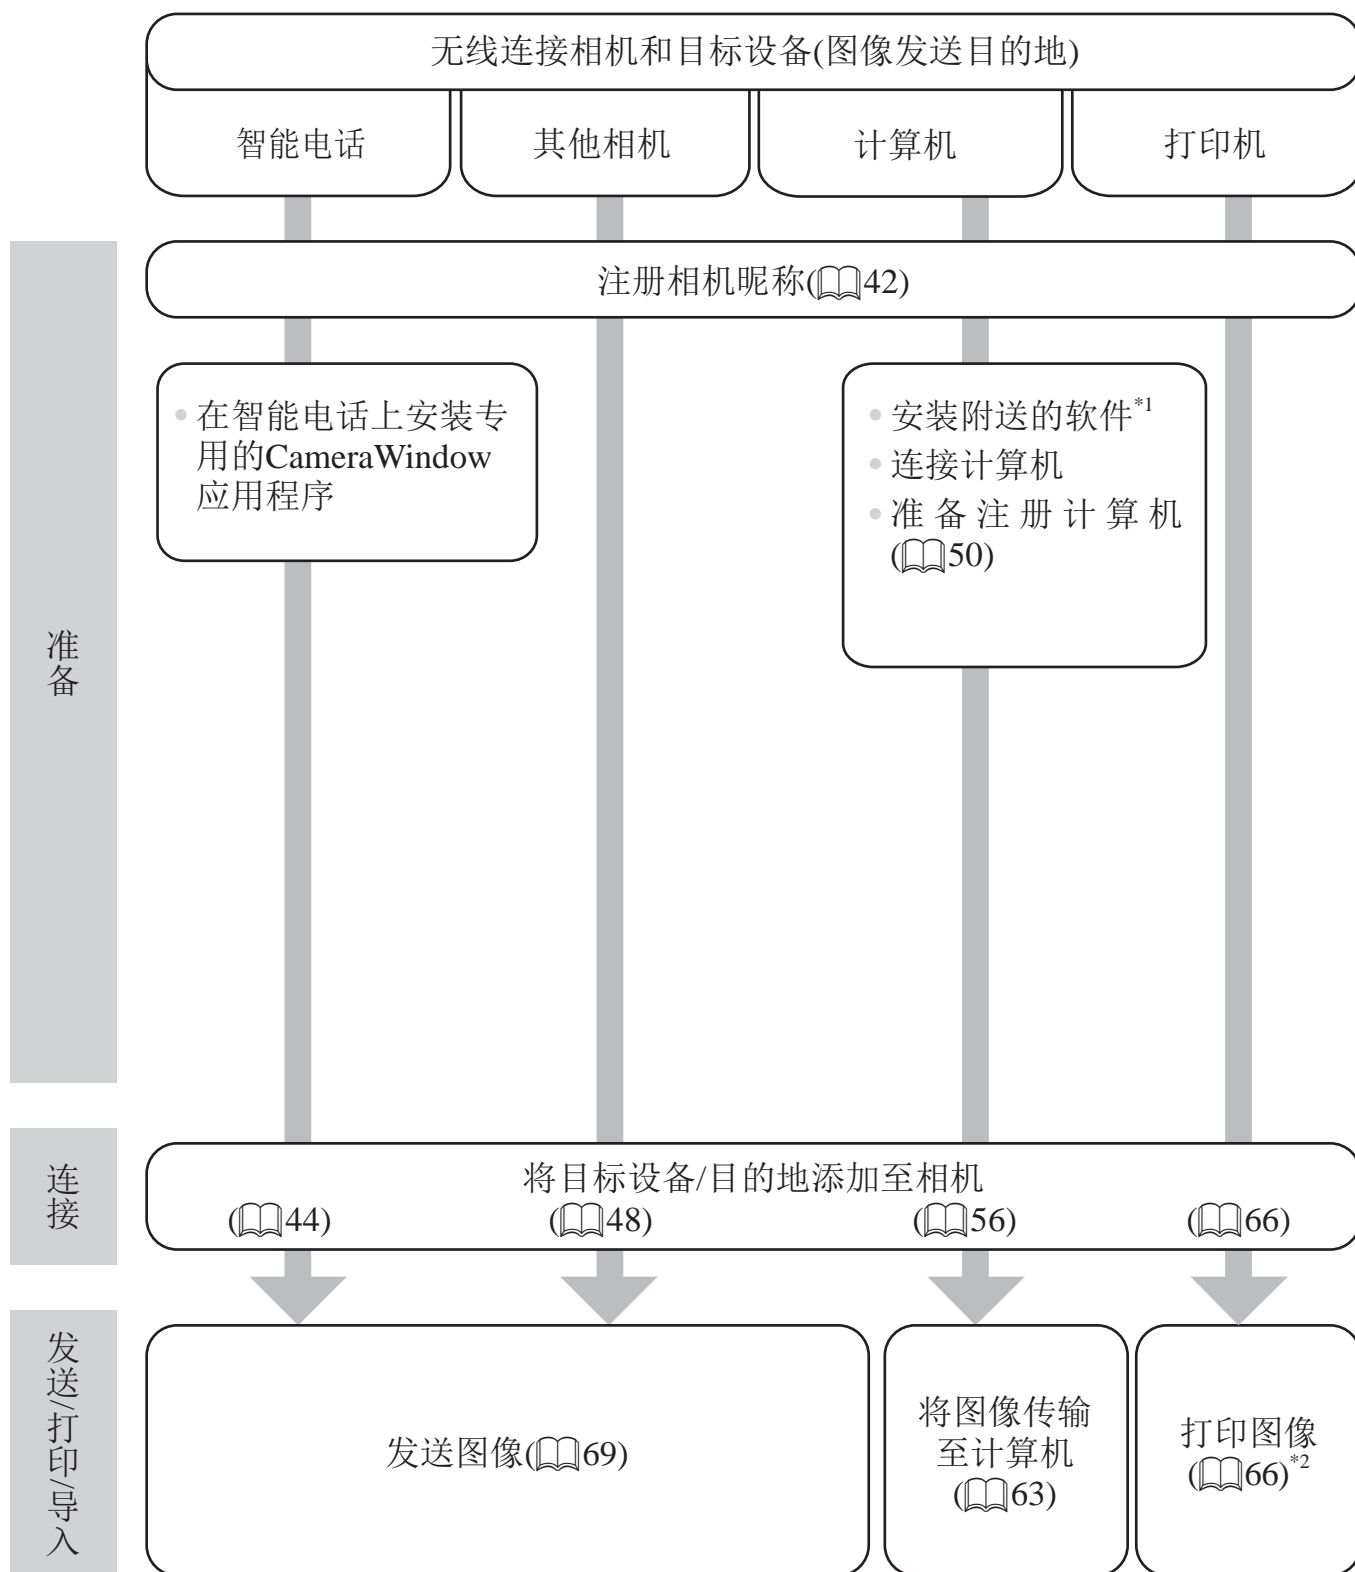 无线连接相机和目标设备(图像发送目的地)
智能电话
其他相机
计算机
打印机
准备
注册相机昵称(42)
• 在智能电话上安装专
用的CameraWindow
应用程序
• 安装附送的软件*1
• 连接计算机
• 准备注册计算机
(50)
连接
将目标设备/目的地添加至相机
(44)
(48)
(56)
(66)
发送/打印/导入
发送图像(69)
将图像传输
至计算机
(63)
打印图像
(66)*2